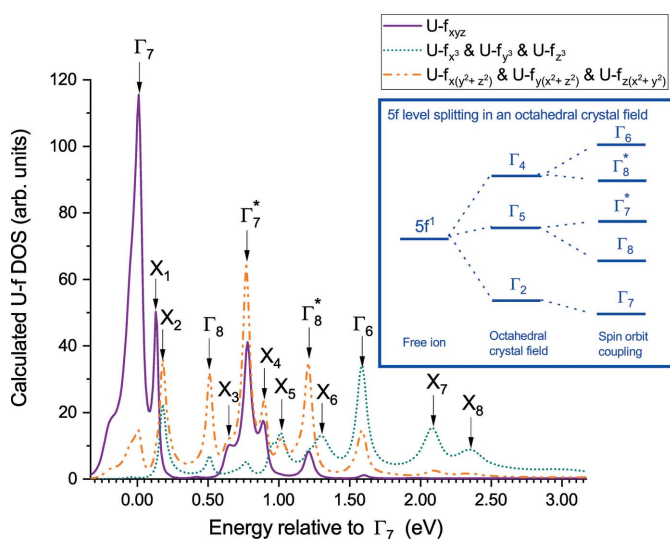 U-f_xyz
U-f_x³ & U-f_y³ & U-f_z³
U-f_x(y²+z²) & U-f_y(x²+z²) & U-f_z(x²+y²)
5f level splitting in an octahedral crystal field
Γ₆
Γ₄
Γ₈*
5f¹
Γ₅
Γ₇*
Γ₈
Γ₂
Γ₇
Free ion
Octahedral
crystal field
Spin orbit
coupling
Calculated U-f DOS (arb. units)
120
100
80
60
40
20
0
Γ₇
X₁
X₂
Γ₈
X₃
Γ₇*
X₄
X₅
Γ₈*
X₆
Γ₆
X₇
X₈
0.00 0.50 1.00 1.50 2.00 2.50 3.00
Energy relative to Γ₇ (eV)